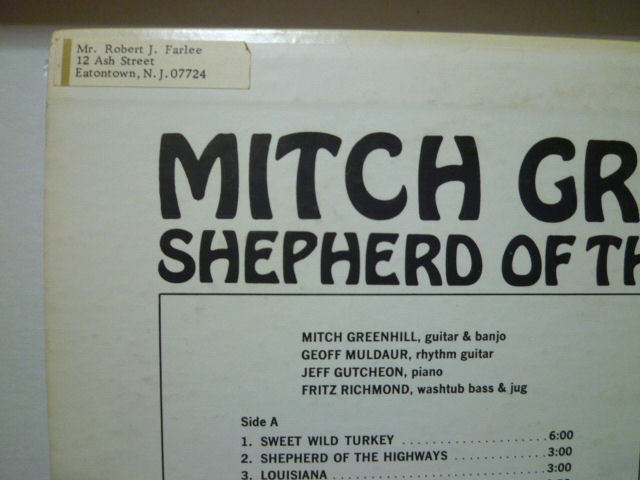 Mr. Robert J. Farlee
12 Ash Street
Eatontown, N. J. 07724
MITCH GR
SHEPHERD OF TH
MITCH GREENHILL, guitar & banjo
GEOFF MULDAUR, rhythm guitar
JEFF GUTCHEON, piano
FRITZ RICHMOND, washtub bass & jug
Side A
1. SWEET WILD TURKEY ..................... 6:00
2. SHEPHERD OF THE HIGHWAYS ............. 3:00
3. LOUISIANA ............................. 3:00